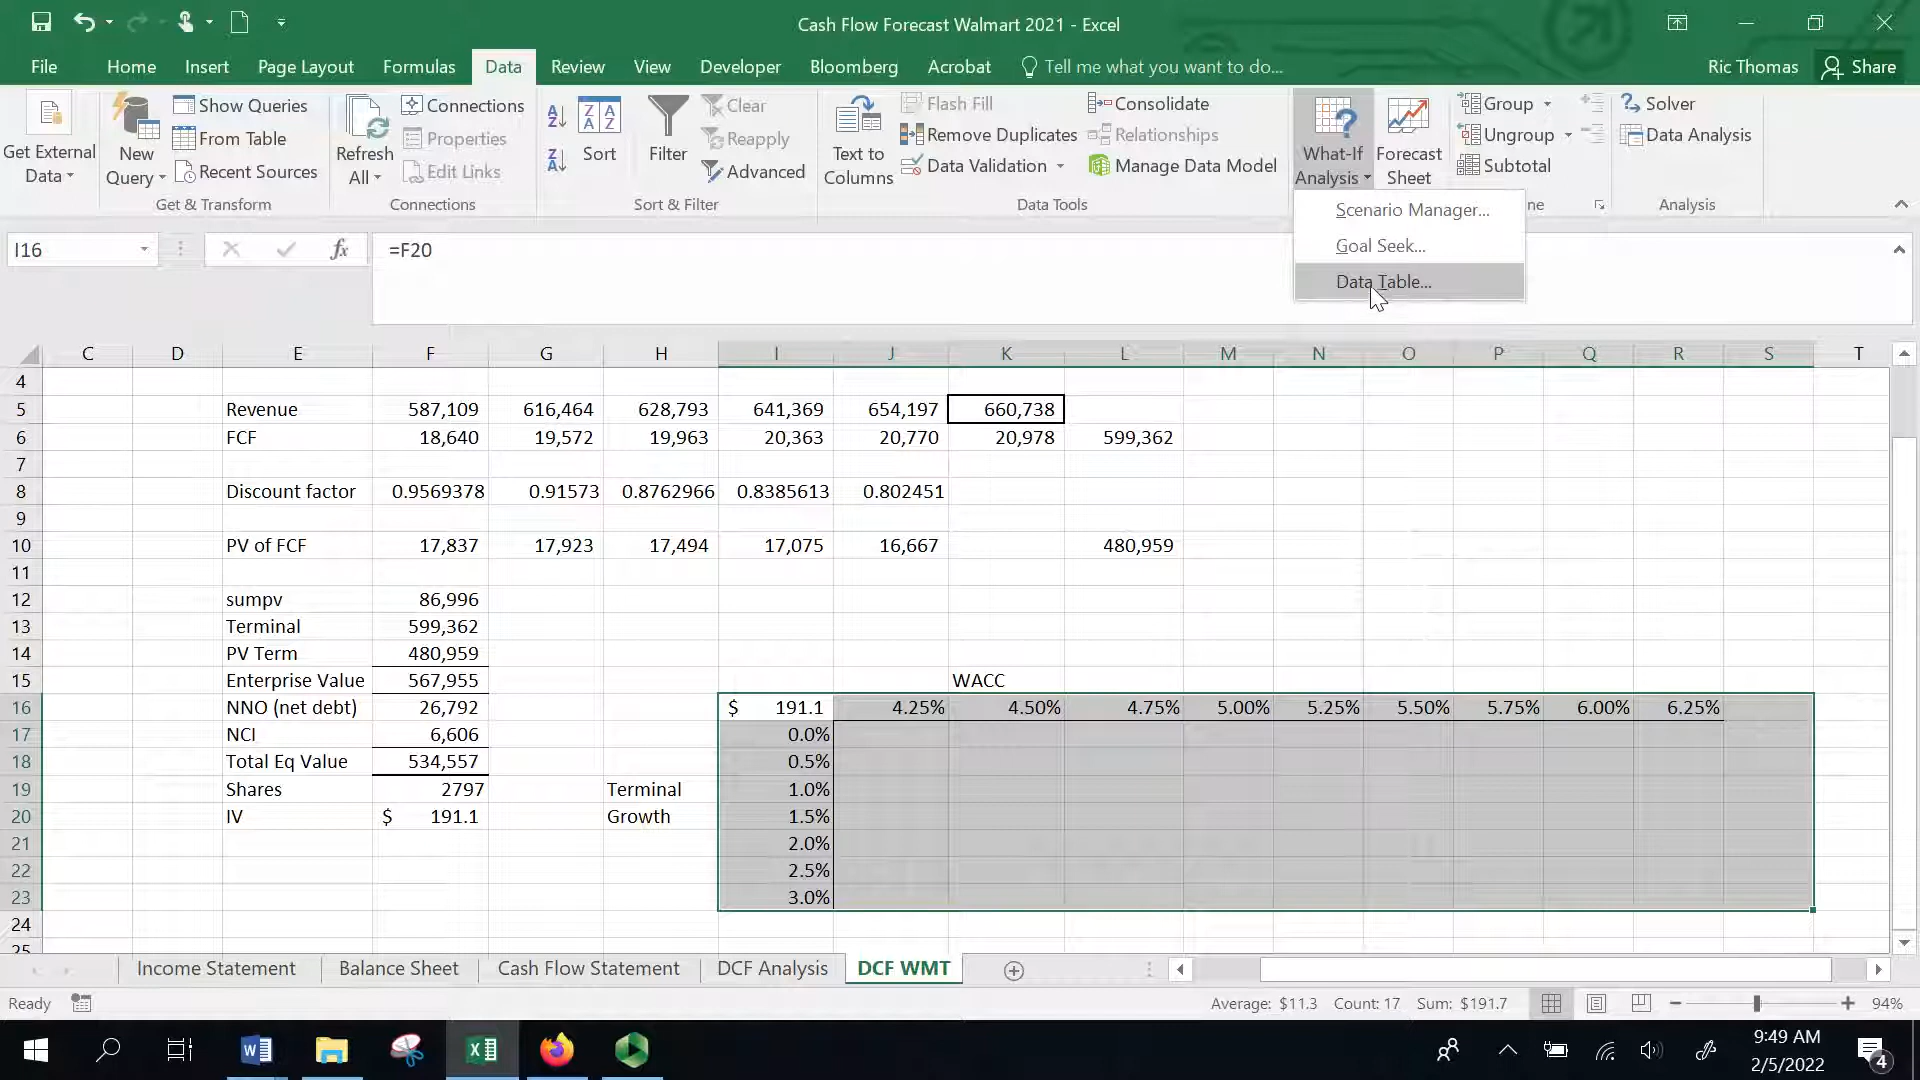 Cash Flow Forecast Walmart 2021 - Excel
File Home Insert Page Layout Formulas Data Review View Developer Bloomberg Acrobat Tell me what you want to do... Ric Thomas Share
Get External Data
New Query
Show Queries
From Table
Recent Sources
Get & Transform
Refresh All
Connections
Properties
Edit Links
Connections
Sort
Filter
Clear
Reapply
Advanced
Sort & Filter
Text to Columns
Flash Fill
Remove Duplicates
Data Validation
Consolidate
Relationships
Manage Data Model
Data Tools
What-If Analysis
Forecast Sheet
Group
Ungroup
Subtotal
ne
Solver
Data Analysis
Analysis
Scenario Manager...
Goal Seek...
Data Table...
I16 fx =F20
C D E F G H I J K L M N O P Q R S T
4
5 Revenue 587,109 616,464 628,793 641,369 654,197 660,738
6 FCF 18,640 19,572 19,963 20,363 20,770 20,978 599,362
7
8 Discount factor 0.9569378 0.91573 0.8762966 0.8385613 0.802451
9
10 PV of FCF 17,837 17,923 17,494 17,075 16,667 480,959
11
12 sumpv 86,996
13 Terminal 599,362
14 PV Term 480,959
15 Enterprise Value 567,955 WACC
16 NNO (net debt) 26,792 $ 191.1 4.25% 4.50% 4.75% 5.00% 5.25% 5.50% 5.75% 6.00% 6.25%
17 NCI 6,606 0.0%
18 Total Eq Value 534,557 0.5%
19 Shares 2797 Terminal 1.0%
20 IV $ 191.1 Growth 1.5%
21 2.0%
22 2.5%
23 3.0%
24
25
Income Statement Balance Sheet Cash Flow Statement DCF Analysis DCF WMT
Ready Average: $11.3 Count: 17 Sum: $191.7 94%
9:49 AM
2/5/2022
4